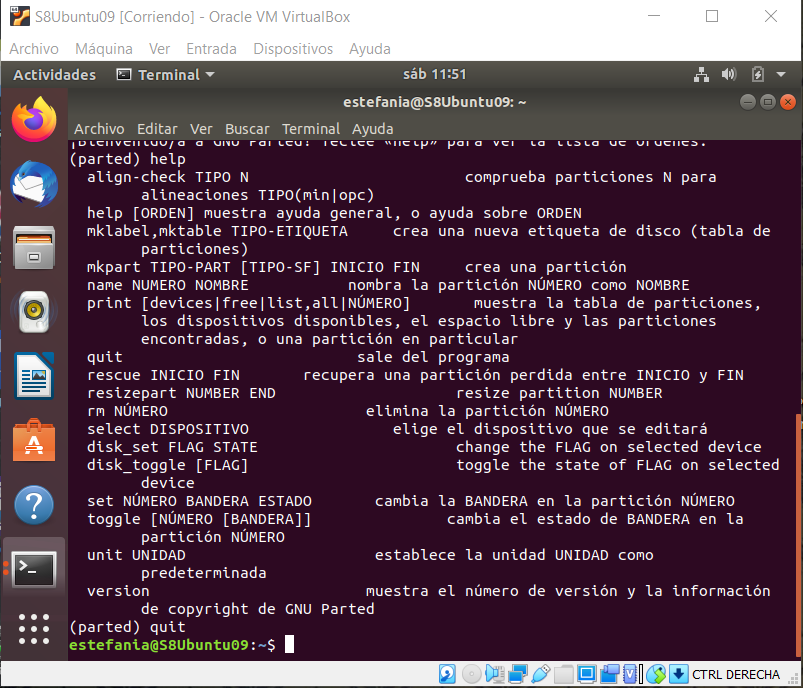 S8Ubuntu09 [Corriendo] - Oracle VM VirtualBox
Archivo Máquina Ver Entrada Dispositivos Ayuda
Actividades Terminal sáb 11:51
estefania@S8Ubuntu09: ~
Archivo Editar Ver Buscar Terminal Ayuda
¡Bienvenido/a a GNU Parted! Teclee «help» para ver la lista de órdenes.
(parted) help
align-check TIPO N comprueba particiones N para
alineaciones TIPO(min|opc)
help [ORDEN] muestra ayuda general, o ayuda sobre ORDEN
mklabel,mktable TIPO-ETIQUETA crea una nueva etiqueta de disco (tabla de
particiones)
mkpart TIPO-PART [TIPO-SF] INICIO FIN crea una partición
name NUMERO NOMBRE nombra la partición NÚMERO como NOMBRE
print [devices|free|list,all|NÚMERO] muestra la tabla de particiones,
los dispositivos disponibles, el espacio libre y las particiones
encontradas, o una partición en particular
quit sale del programa
rescue INICIO FIN recupera una partición perdida entre INICIO y FIN
resizepart NUMBER END resize partition NUMBER
rm NÚMERO elimina la partición NÚMERO
select DISPOSITIVO elige el dispositivo que se editará
disk_set FLAG STATE change the FLAG on selected device
disk_toggle [FLAG] toggle the state of FLAG on selected
device
set NÚMERO BANDERA ESTADO cambia la BANDERA en la partición NÚMERO
toggle [NÚMERO [BANDERA]] cambia el estado de BANDERA en la
partición NÚMERO
unit UNIDAD establece la unidad UNIDAD como
predeterminada
version muestra el número de versión y la información
de copyright de GNU Parted
(parted) quit
estefania@S8Ubuntu09:~$
CTRL DERECHA